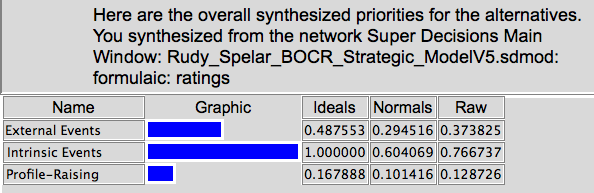 Here are the overall synthesized priorities for the alternatives.
You synthesized from the network Super Decisions Main
Window: Rudy_Spelar_BOCR_Strategic_ModelV5.sdmod:
formulaic: ratings
Name Graphic Ideals Normals Raw
External Events 0.487553 0.294516 0.373825
Intrinsic Events 1.000000 0.604069 0.766737
Profile-Raising 0.167888 0.101416 0.128726